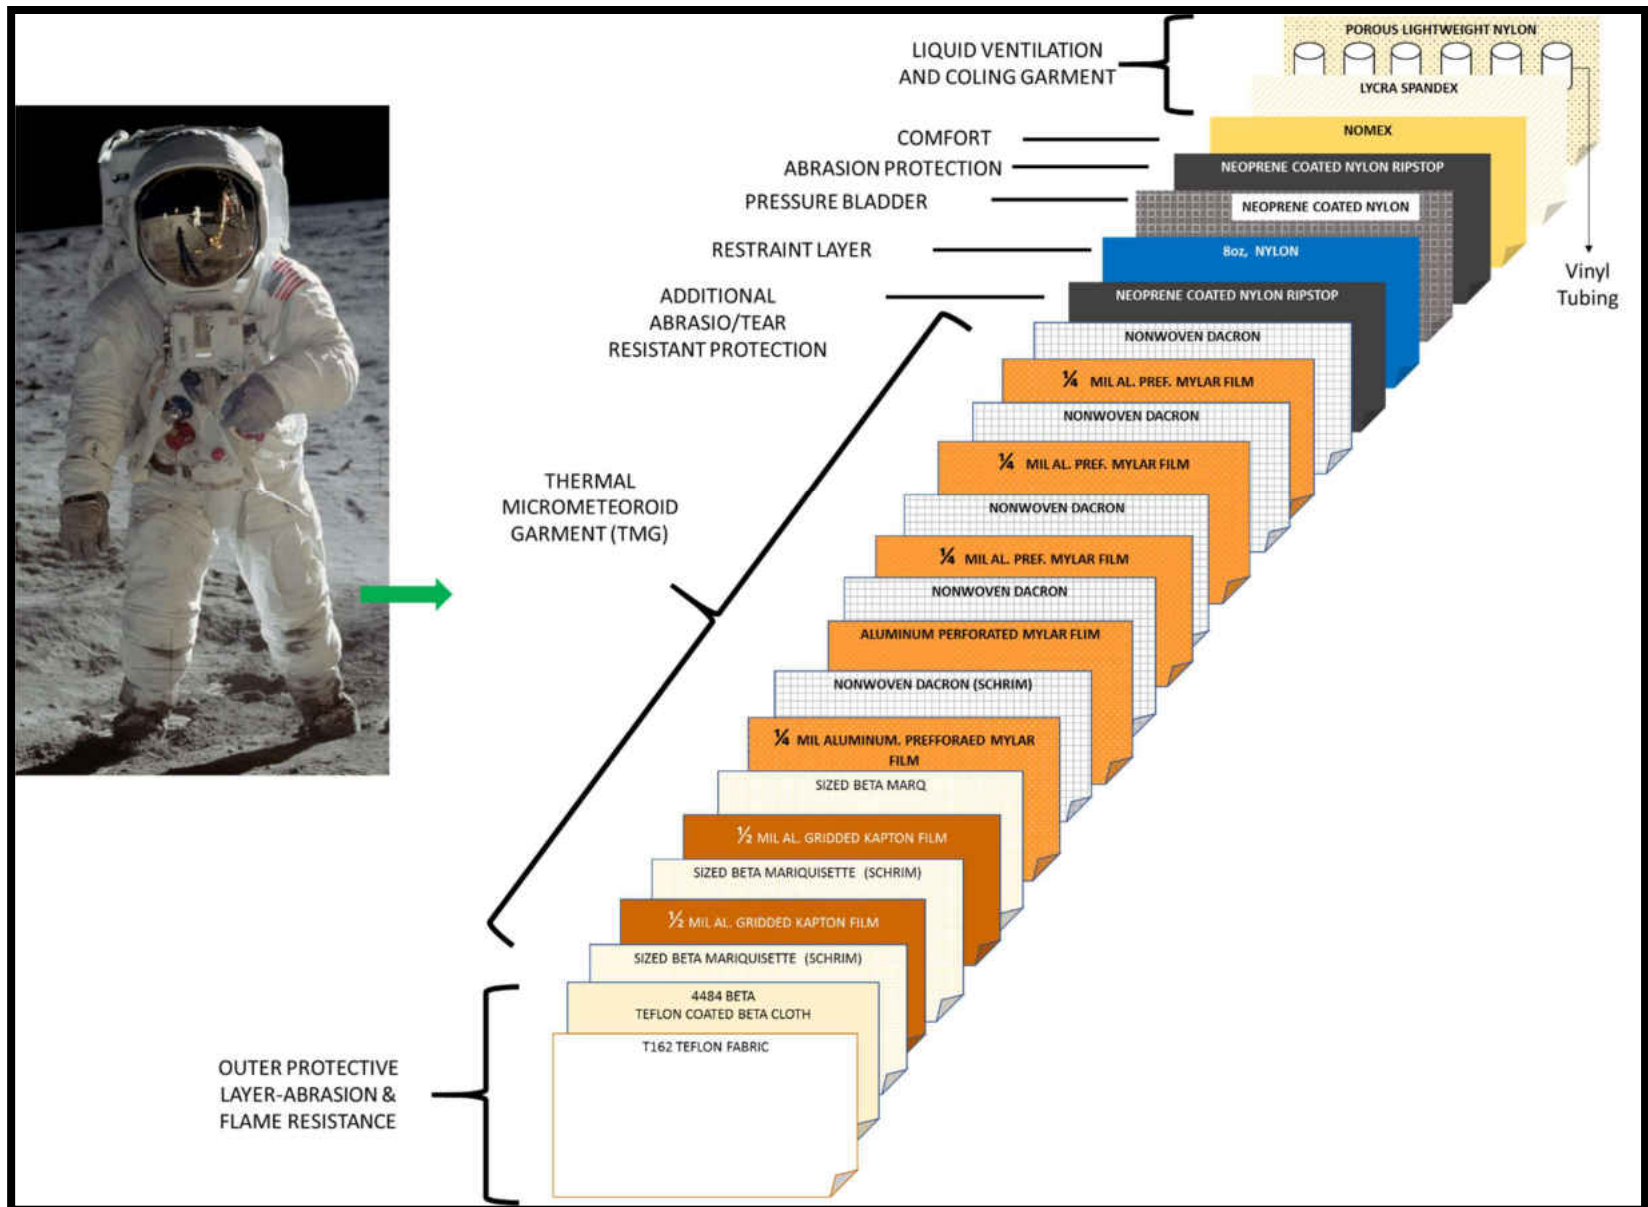 POROUS LIGHTWEIGHT NYLON
LIQUID VENTILATION
AND COLING GARMENT
LYCRA SPANDEX
COMFORT
NOMEX
ABRASION PROTECTION
NEOPRENE COATED NYLON RIPSTOP
PRESSURE BLADDER
NEOPRENE COATED NYLON
RESTRAINT LAYER
8oz, NYLON
Vinyl
Tubing
ADDITIONAL
ABRASIO/TEAR
RESISTANT PROTECTION
NEOPRENE COATED NYLON RIPSTOP
NONWOVEN DACRON
¼ MIL AL. PREF. MYLAR FILM
NONWOVEN DACRON
¼ MIL AL. PREF. MYLAR FILM
THERMAL
MICROMETEOROID
GARMENT (TMG)
NONWOVEN DACRON
¼ MIL AL. PREF. MYLAR FILM
NONWOVEN DACRON
ALUMINUM PERFORATED MYLAR FLIM
NONWOVEN DACRON (SCHRIM)
¼ MIL ALUMINUM. PREFFORAED MYLAR
FILM
SIZED BETA MARQ
½ MIL AL. GRIDDED KAPTON FILM
SIZED BETA MARIQUISETTE (SCHRIM)
½ MIL AL. GRIDDED KAPTON FILM
SIZED BETA MARIQUISETTE (SCHRIM)
4484 BETA
TEFLON COATED BETA CLOTH
T162 TEFLON FABRIC
OUTER PROTECTIVE
LAYER-ABRASION &
FLAME RESISTANCE